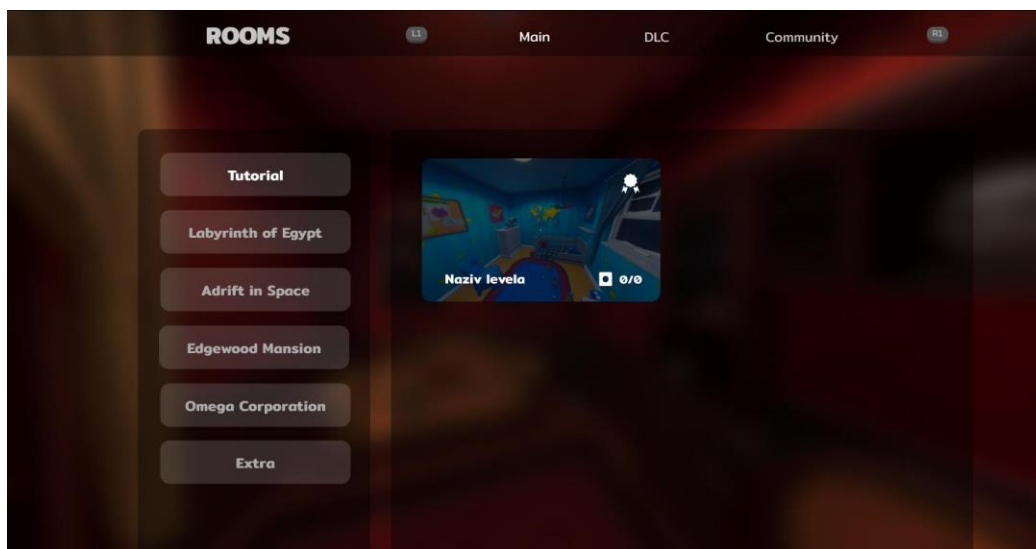 ROOMS
L1
Main
DLC
Community
R1
Tutorial
Labyrinth of Egypt
Adrift in Space
Edgewood Mansion
Omega Corporation
Extra
Naziv levela
0/0